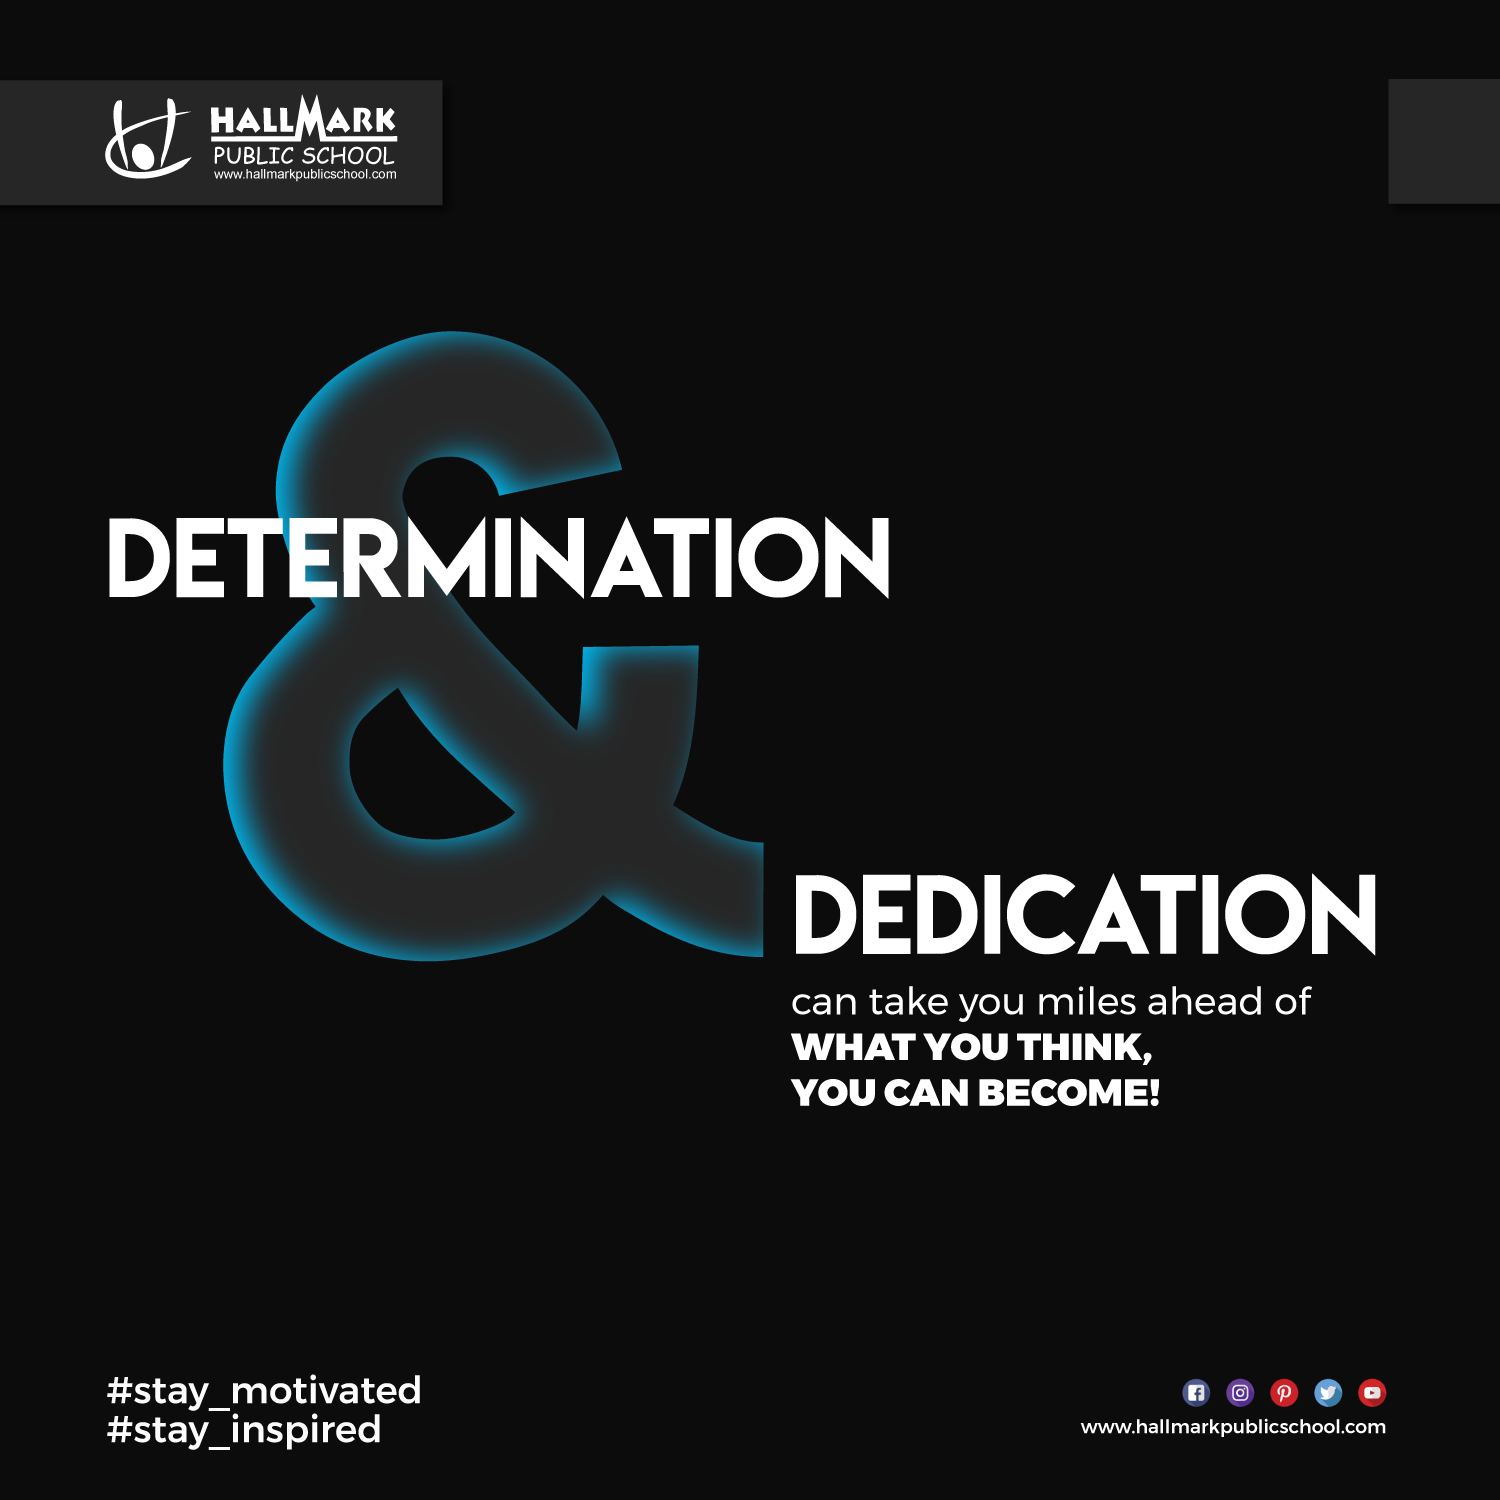 HALLMARK
PUBLIC SCHOOL
www.hallmarkpublicschool.com
DETERMINATION
&
DEDICATION
can take you miles ahead of
WHAT YOU THINK,
YOU CAN BECOME!
#stay_motivated
#stay_inspired
www.hallmarkpublicschool.com